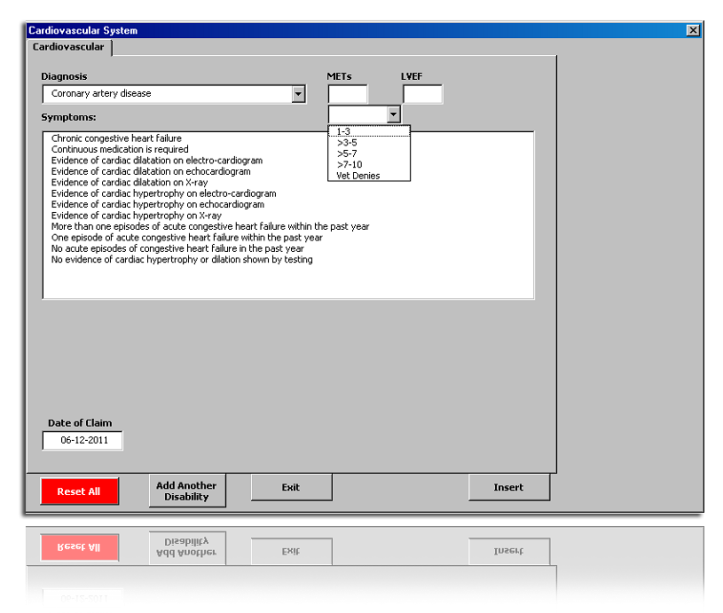 Cardiovascular System
Cardiovascular
Diagnosis
METs
LVEF
Coronary artery disease
Symptoms:
1-3
>3-5
>5-7
>7-10
Vet Denies
Chronic congestive heart failure
Continuous medication is required
Evidence of cardiac dilatation on electro-cardiogram
Evidence of cardiac dilatation on echocardiogram
Evidence of cardiac dilatation on X-ray
Evidence of cardiac hypertrophy on electro-cardiogram
Evidence of cardiac hypertrophy on echocardiogram
Evidence of cardiac hypertrophy on X-ray
More than one episodes of acute congestive heart failure within the past year
One episode of acute congestive heart failure within the past year
No acute episodes of congestive heart failure in the past year
No evidence of cardiac hypertrophy or dilation shown by testing
Date of Claim
06-12-2011
Reset All
Add Another
Disability
Exit
Insert